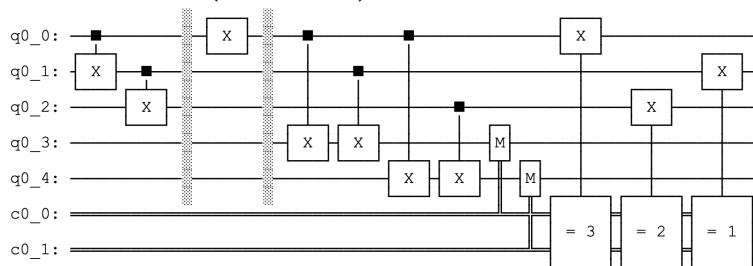 X
q0_0:
X
q0_1:
X
X
X
q0_2:
X
X
M
q0_3:
X
X
M
q0_4:
c0_0:
= 3
= 2
= 1
c0_1: